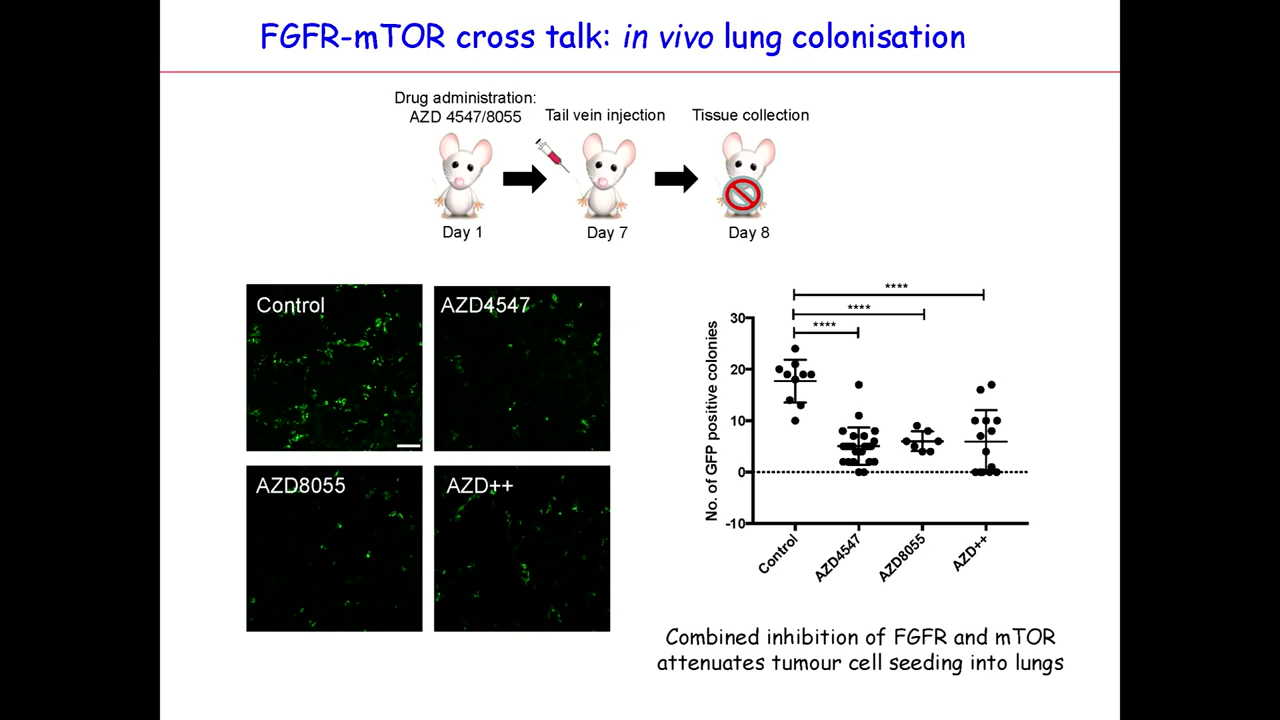 FGFR-mTOR cross talk: in vivo lung colonisation
Drug administration:
AZD 4547/8055
Tail vein injection
Tissue collection
Day 1
Day 7
Day 8
Control
AZD4547
AZD8055
AZD++
No. of GFP positive colonies
30
20
10
0
-10
****
****
****
Control
AZD4547
AZD8055
AZD++
Combined inhibition of FGFR and mTOR
attenuates tumour cell seeding into lungs